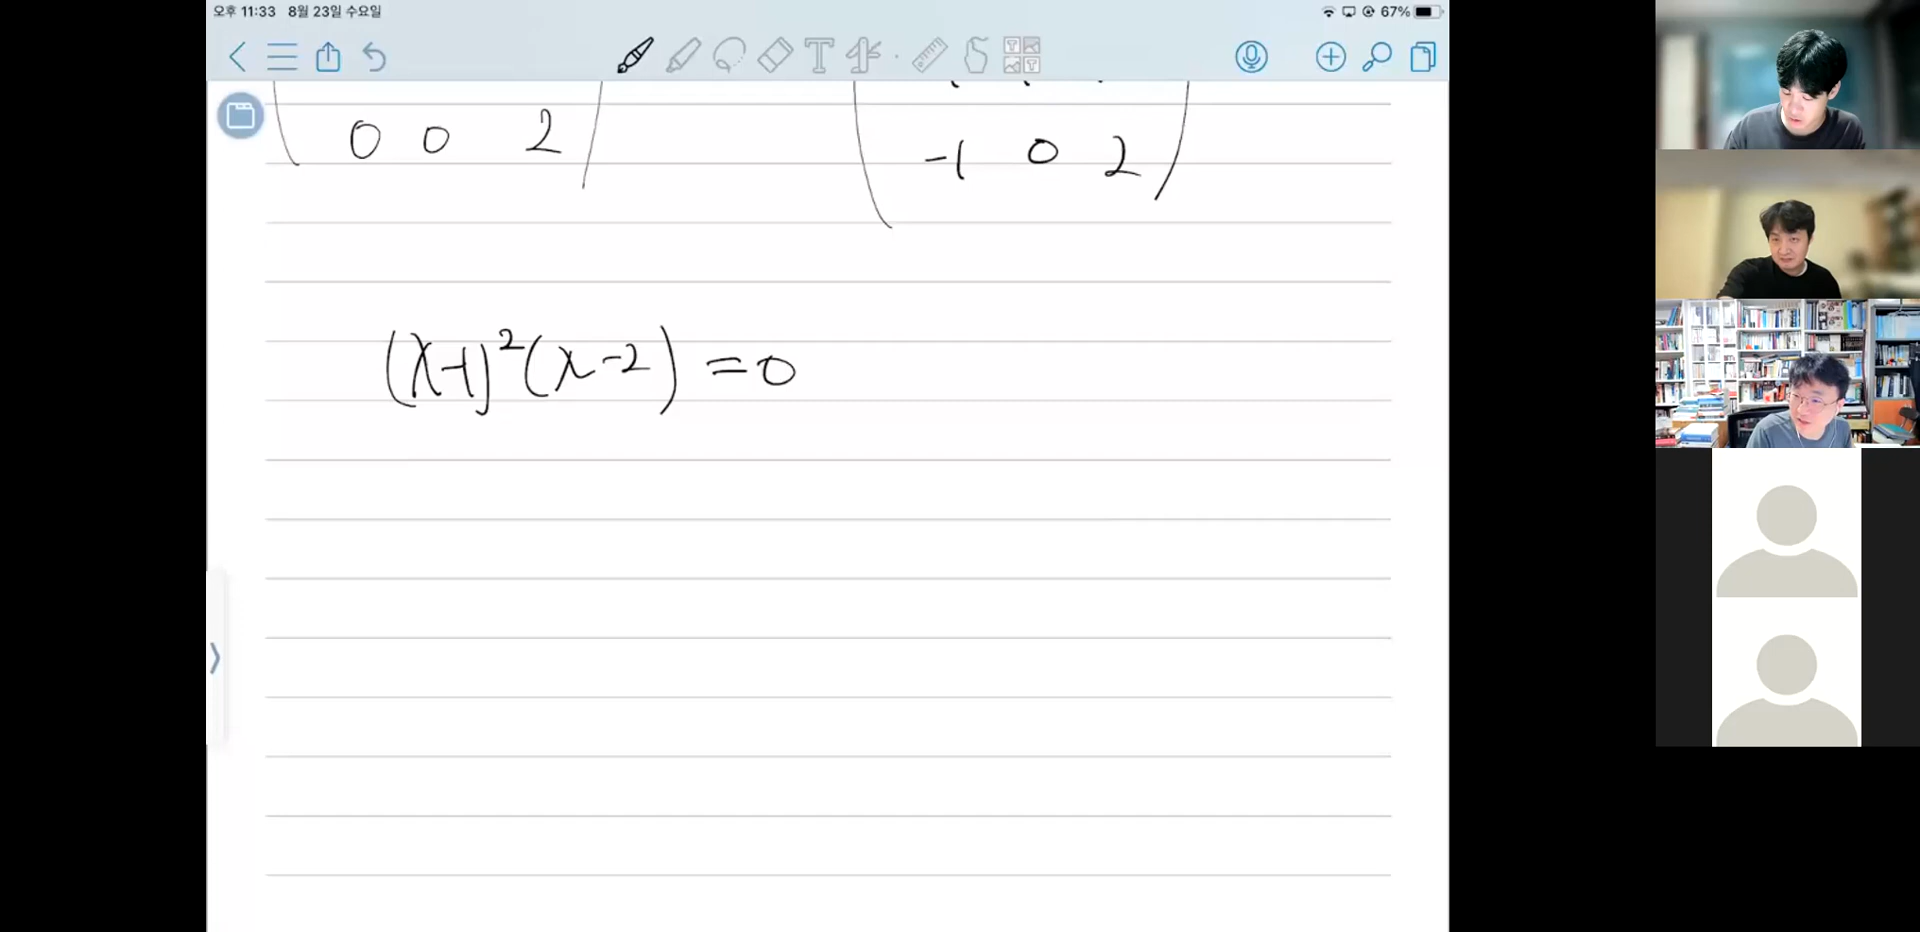 오후 11:33 8월 23일 수요일 67%
0 0 2
-1 0 2
(x-1)²(x-2) = 0